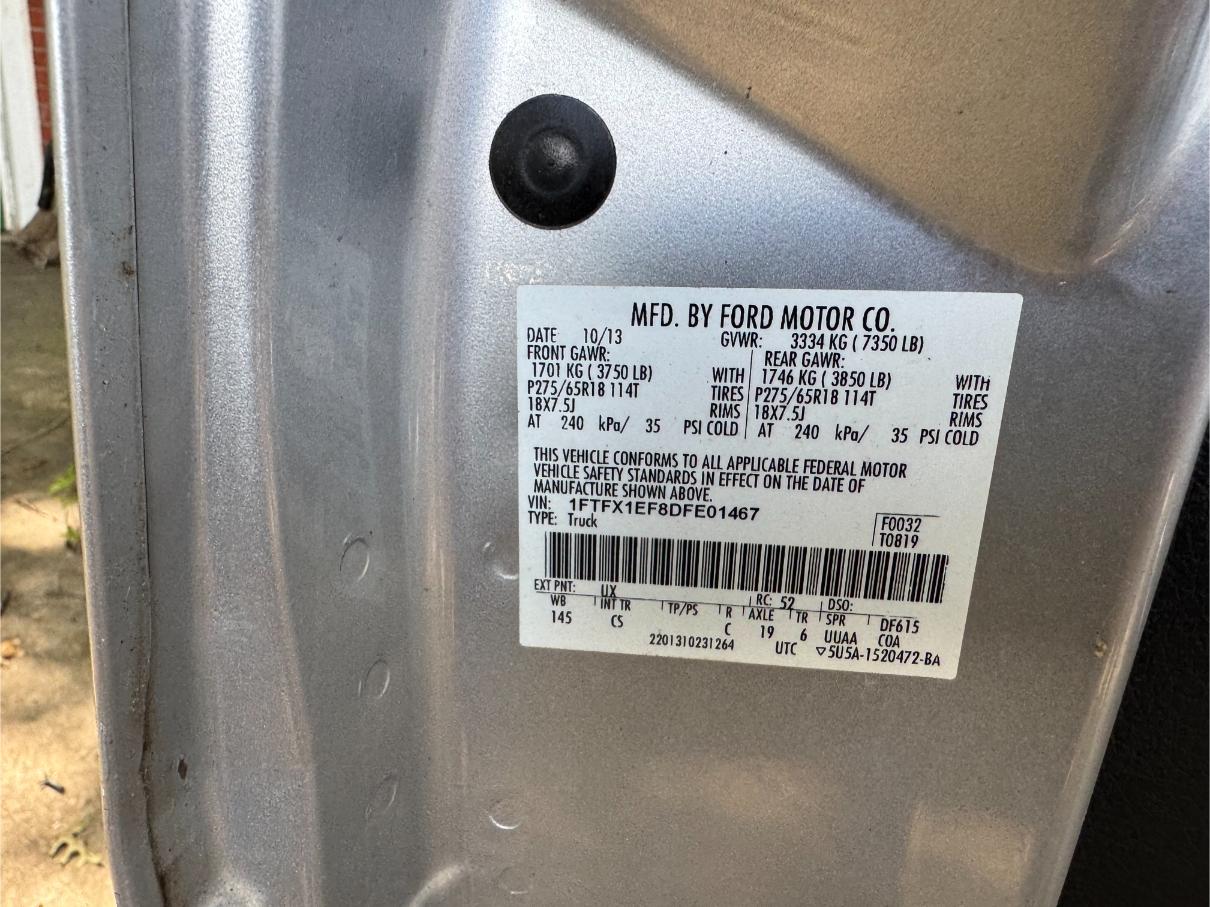 MFD. BY FORD MOTOR CO.
DATE 10/13 GVWR: 3334 KG ( 7350 LB)
FRONT GAWR: REAR GAWR:
1701 KG ( 3750 LB) WITH 1746 KG ( 3850 LB) WITH
P275/65R18 114T TIRES P275/65R18 114T TIRES
18X7.5J RIMS 18X7.5J RIMS
AT 240 kPa/ 35 PSI COLD AT 240 kPa/ 35 PSI COLD
THIS VEHICLE CONFORMS TO ALL APPLICABLE FEDERAL MOTOR
VEHICLE SAFETY STANDARDS IN EFFECT ON THE DATE OF
MANUFACTURE SHOWN ABOVE.
VIN: 1FTFX1EF8DFE01467
TYPE: Truck F0032
T0819
EXT PNT: UX RC: 52 DSO:
WB INT TR TP/PS R AXLE TR SPR DF615
145 CS C 19 6 UUAA COA
2201310231264 UTC ▽5U5A-1520472-BA